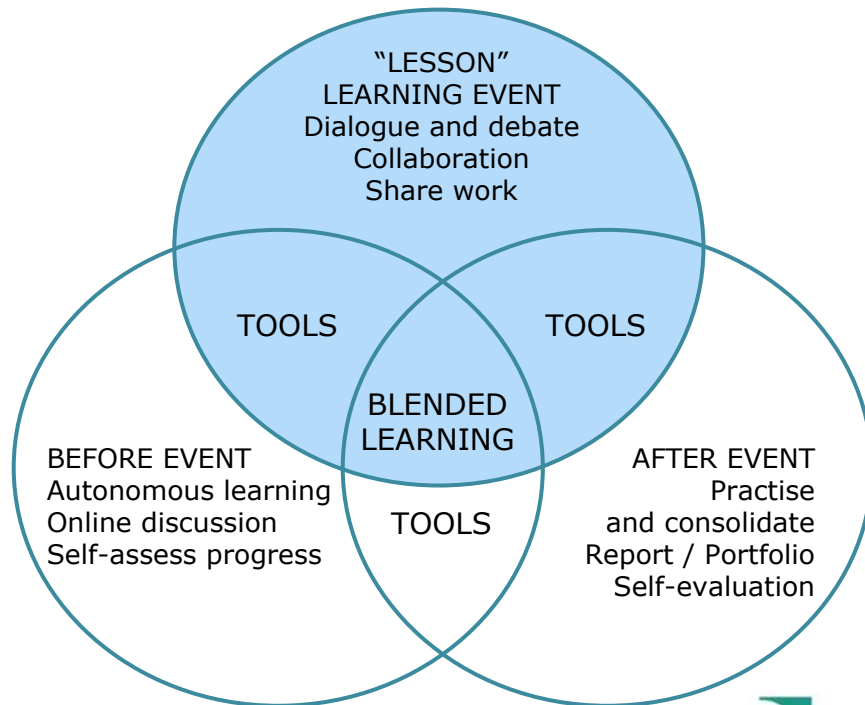 “LESSON”
LEARNING EVENT
Dialogue and debate
Collaboration
Share work
TOOLS
TOOLS
BLENDED
LEARNING
BEFORE EVENT
Autonomous learning
Online discussion
Self-assess progress
TOOLS
AFTER EVENT
Practise
and consolidate
Report / Portfolio
Self-evaluation